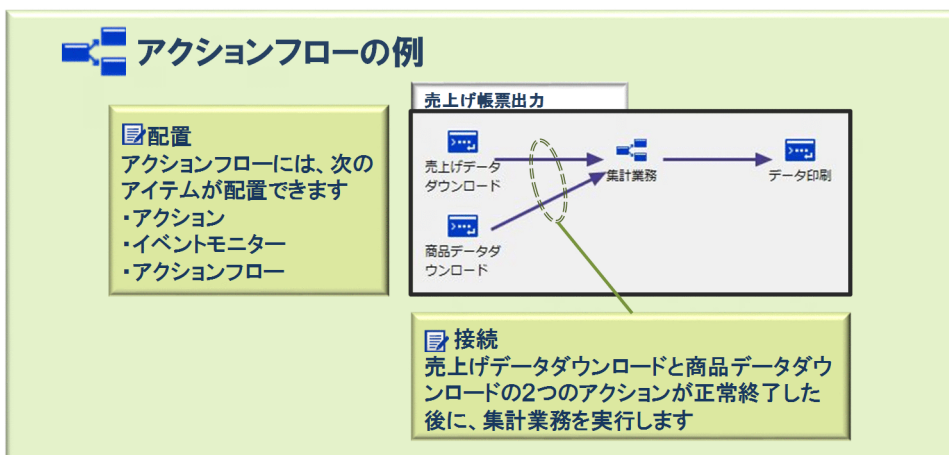 アクションフローの例
配置
アクションフローには、次の
アイテムが配置できます
・アクション
・イベントモニター
・アクションフロー
売上げ帳票出力
売上げデータ
ダウンロード
集計業務
データ印刷
商品データダ
ウンロード
接続
売上げデータダウンロードと商品データダウ
ンロードの2つのアクションが正常終了した
後に、集計業務を実行します